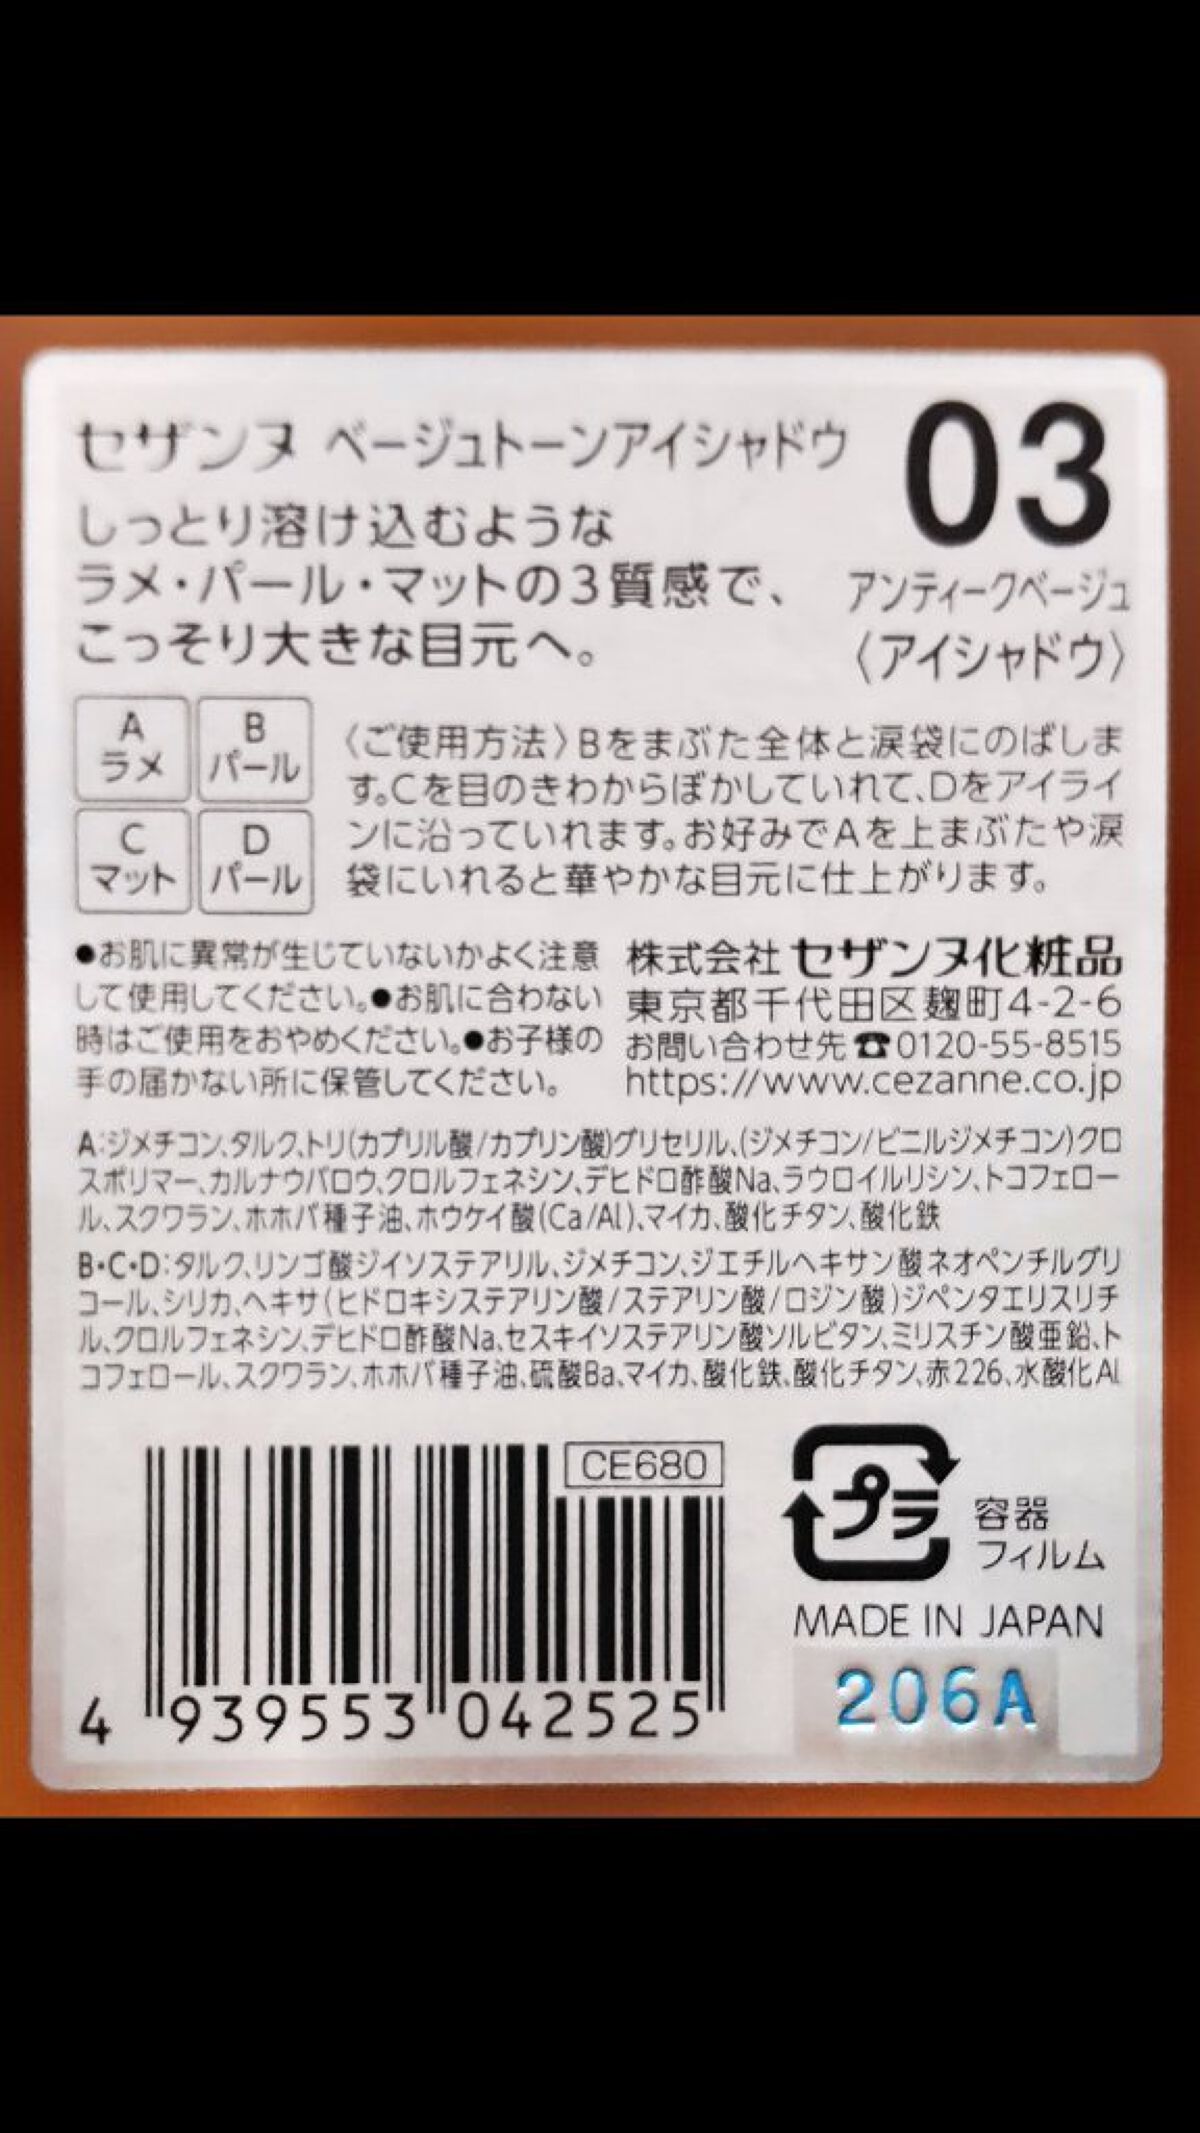 セザンヌ ベージュトーンアイシャドウ
03
しっとり溶け込むような
ラメ・パール・マットの3質感で、
こっそり大きな目元へ。
アンティークベージュ
〈アイシャドウ〉
A
ラメ
B
パール
C
マット
D
パール
〈ご使用方法〉Bをまぶた全体と涙袋にのばしま
す。Cを目のきわからぼかしていれて、Dをアイライ
ンに沿っていれます。お好みでAを上まぶたや涙
袋にいれると華やかな目元に仕上がります。
●お肌に異常が生じていないかよく注意
して使用してください。●お肌に合わない
時はご使用をおやめください。●お子様の
手の届かない所に保管してください。
株式会社 セザンヌ化粧品
東京都千代田区麹町4-2-6
お問い合わせ先☎0120-55-8515
https://www.cezanne.co.jp
A:ジメチコン、タルク、トリ(カプリル酸/カプリン酸)グリセリル、(ジメチコン/ビニルジメチコン)クロ
スポリマー、カルナウバロウ、クロルフェネシン、デヒドロ酢酸Na、ラウロイルリシン、トコフェロー
ル、スクワラン、ホホバ種子油、ホウケイ酸(Ca/Al)、マイカ、酸化チタン、酸化鉄
B・C・D:タルク、リンゴ酸ジイソステアリル、ジメチコン、ジエチルヘキサン酸ネオペンチルグリ
コール、シリカ、ヘキサ(ヒドロキシステアリン酸/ステアリン酸/ロジン酸)ジペンタエリスリチ
ル、クロルフェネシン、デヒドロ酢酸Na、セスキイソステアリン酸ソルビタン、ミリスチン酸亜鉛、ト
コフェロール、スクワラン、ホホバ種子油、硫酸Ba、マイカ、酸化鉄、酸化チタン、赤226、水酸化Al
CE680
4 939553 042525
プラ
容器
フィルム
MADE IN JAPAN
206A